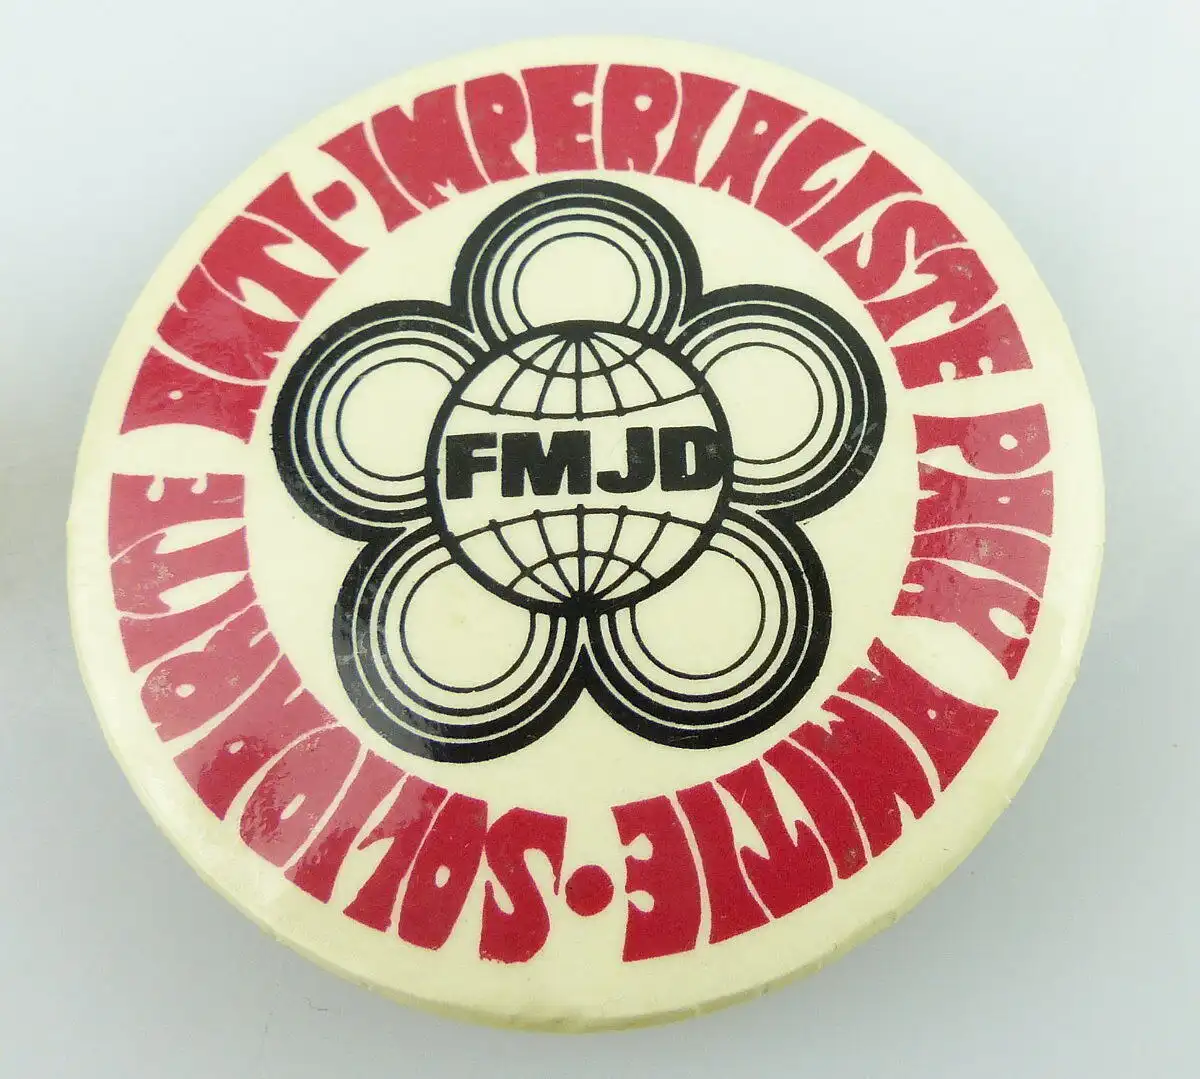 SOLIDARITE ANTI-IMPERIALISTE PAIX AMITIE •
FMJD